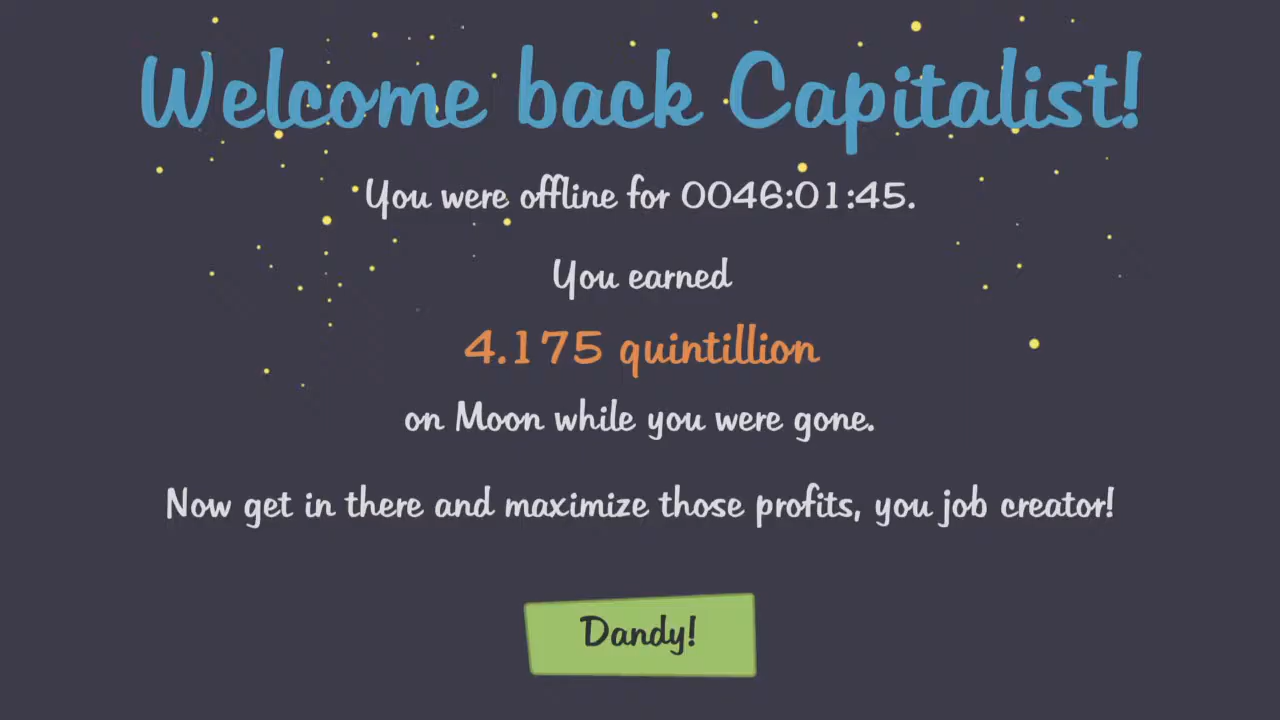 Welcome back Capitalist!
You were offline for 0046:01:45.
You earned
4.175 quintillion
on Moon while you were gone.
Now get in there and maximize those profits, you job creator!
Dandy!